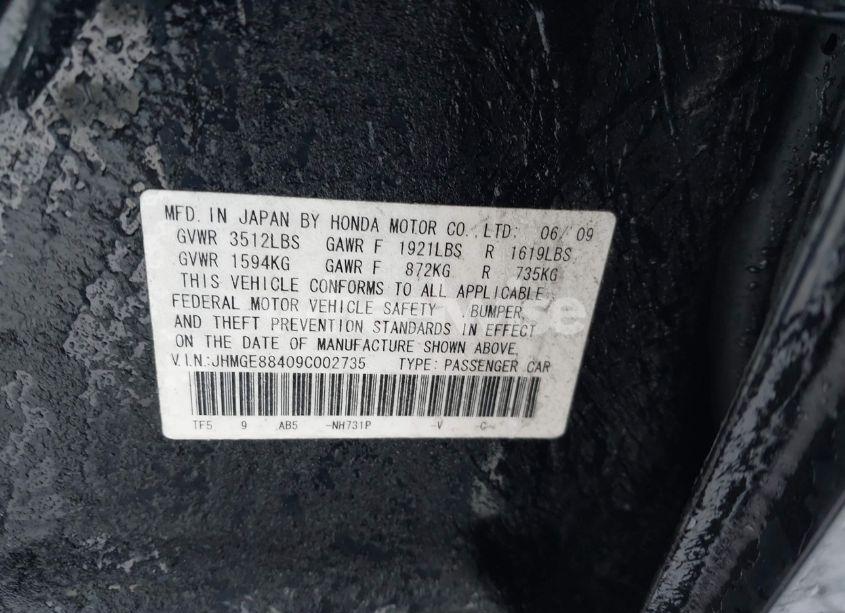 MFD. IN JAPAN BY HONDA MOTOR CO.,LTD: 06/09
GVWR 3512LBS GAWR F 1921LBS R 1619LBS
GVWR 1594KG GAWR F 872KG R 735KG
THIS VEHICLE CONFORMS TO ALL APPLICABLE
FEDERAL MOTOR VEHICLE SAFETY ,BUMPER,
AND THEFT PREVENTION STANDARDS IN EFFECT
ON THE DATE OF MANUFACTURE SHOWN ABOVE.
V.I.N:JHMGE88409C002735 TYPE: PASSENGER CAR
TF5 9 AB5 -NH731P -V -C-